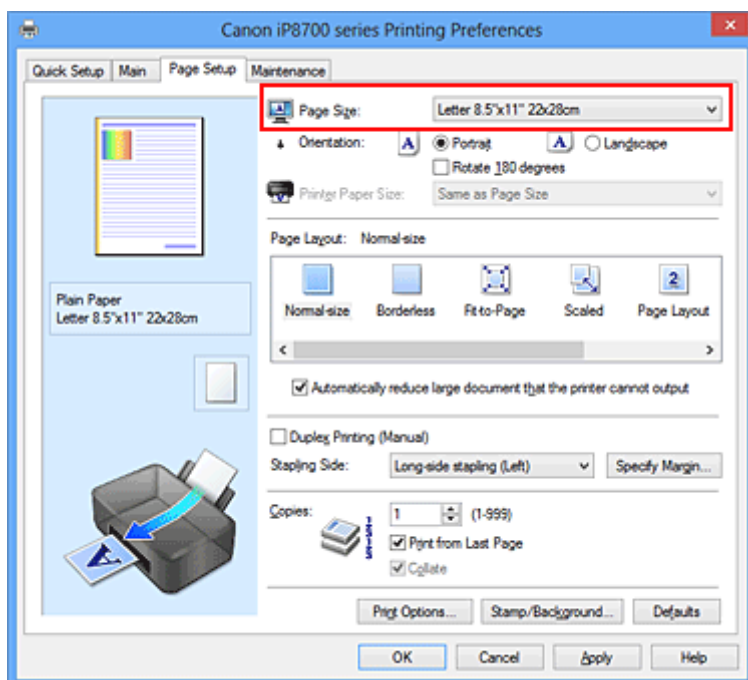 Canon iP8700 series Printing Preferences
Quick Setup Main Page Setup Maintenance
Page Size: Letter 8.5"x11" 22x28cm
Orientation: A Portrait A Landscape
Rotate 180 degrees
Printer Paper Size: Same as Page Size
Page Layout: Normal-size
2
Normal-size Borderless Fit-to-Page Scaled Page Layout
Automatically reduce large document that the printer cannot output
Plain Paper
Letter 8.5"x11" 22x28cm
Duplex Printing (Manual)
Stapling Side: Long-side stapling (Left) Specify Margin...
Copies: 1 (1-999)
Print from Last Page
Collate
A
Print Options... Stamp/Background... Defaults
OK Cancel Apply Help